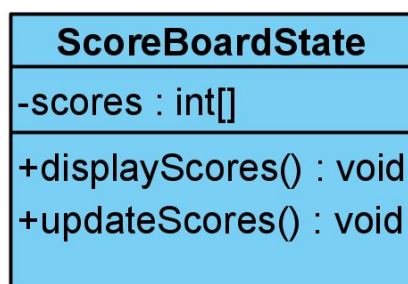 ScoreBoardState
-scores : int[]
+displayScores() : void
+updateScores() : void